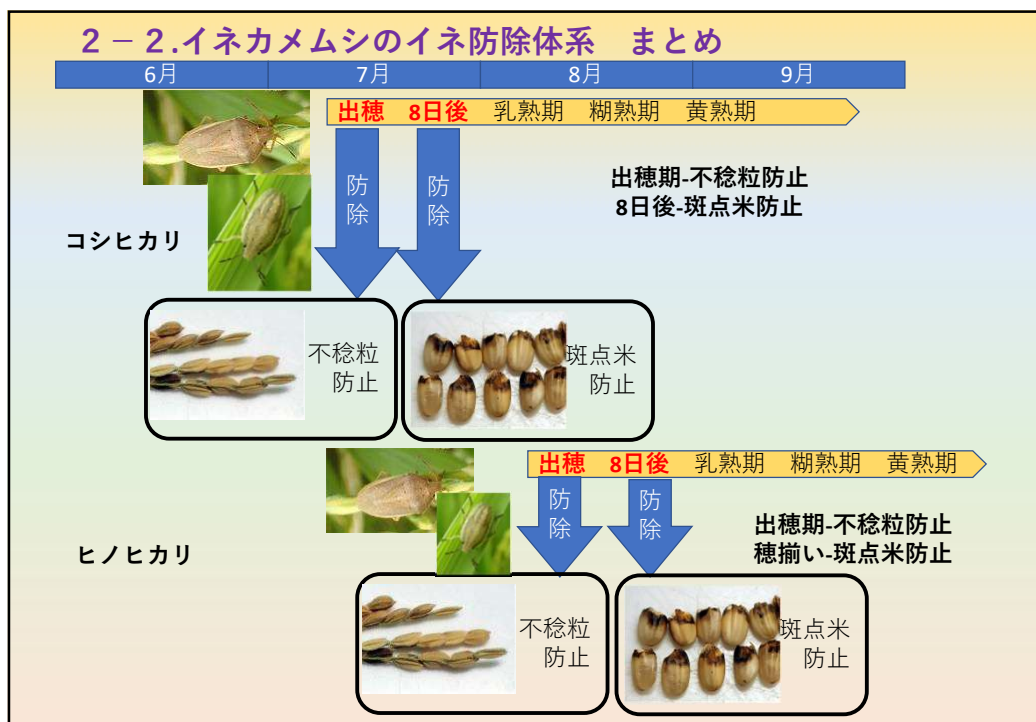 ２－２.イネカメムシのイネ防除体系　まとめ
6月　7月　8月　9月
出穂　8日後　乳熟期　糊熟期　黄熟期
防除
防除
出穂期-不稔粒防止
8日後-斑点米防止
コシヒカリ
不稔粒
防止
斑点米
防止
出穂　8日後　乳熟期　糊熟期　黄熟期
防除
防除
出穂期-不稔粒防止
穂揃い-斑点米防止
ヒノヒカリ
不稔粒
防止
斑点米
防止